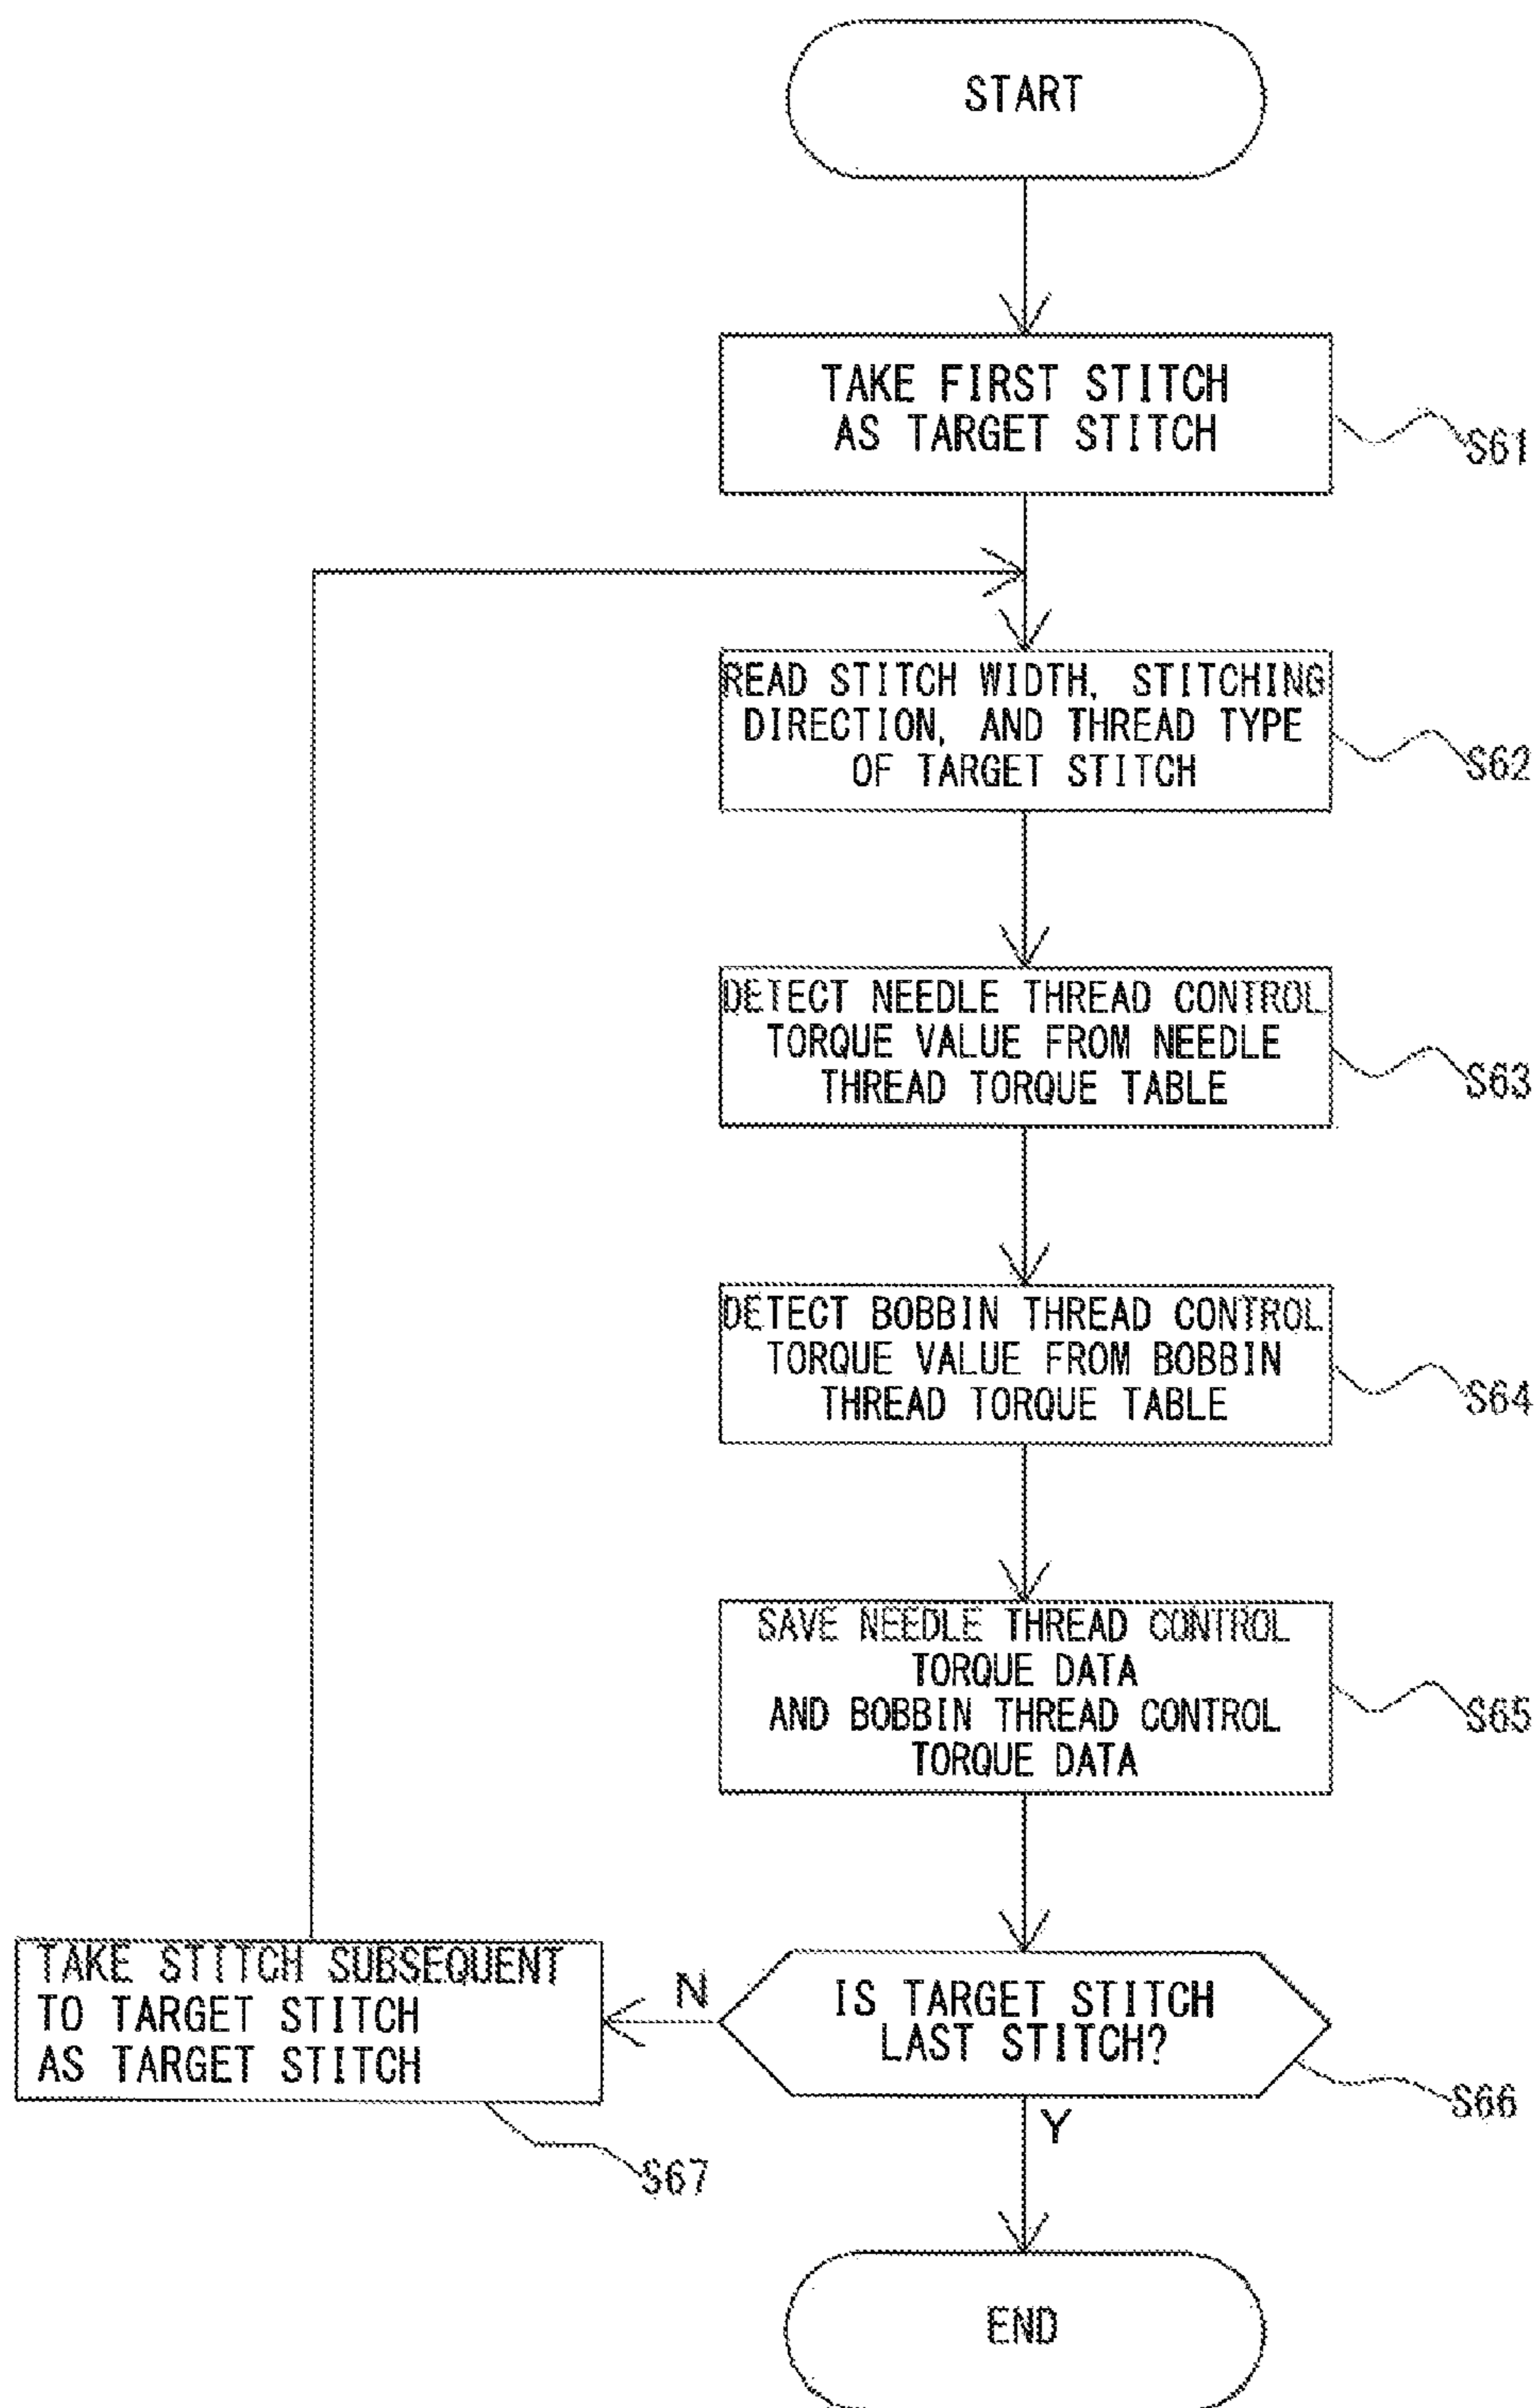 START
TAKE FIRST STITCH
AS TARGET STITCH
S61
READ STITCH WIDTH, STITCHING
DIRECTION, AND THREAD TYPE
OF TARGET STITCH
S62
DETECT NEEDLE THREAD CONTROL
TORQUE VALUE FROM NEEDLE
THREAD TORQUE TABLE
S63
DETECT BOBBIN THREAD CONTROL
TORQUE VALUE FROM BOBBIN
THREAD TORQUE TABLE
S64
SAVE NEEDLE THREAD CONTROL
TORQUE DATA
AND BOBBIN THREAD CONTROL
TORQUE DATA
S65
IS TARGET STITCH
LAST STITCH?
S66
N
TAKE STITCH SUBSEQUENT
TO TARGET STITCH
AS TARGET STITCH
S67
Y
END